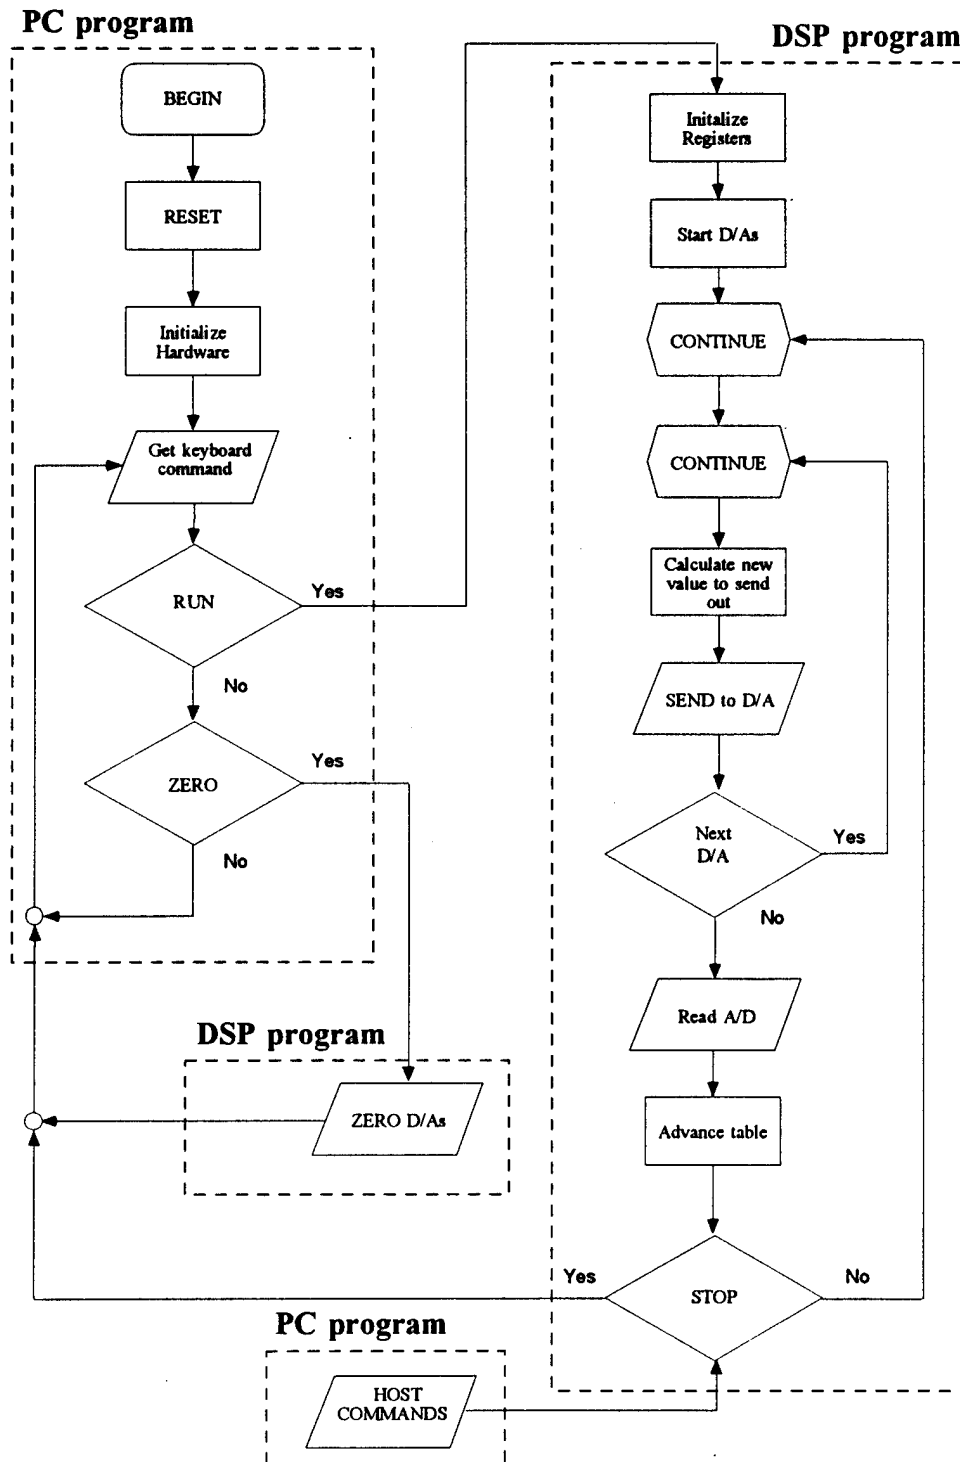 PC program
BEGIN
RESET
Initialize
Hardware
Get keyboard
command
RUN
Yes
No
ZERO
Yes
No
DSP program
ZERO D/As
DSP program
Initalize
Registers
Start D/As
CONTINUE
CONTINUE
Calculate new
value to send
out
SEND to D/A
Next
D/A
Yes
No
Read A/D
Advance table
STOP
Yes
No
PC program
HOST
COMMANDS